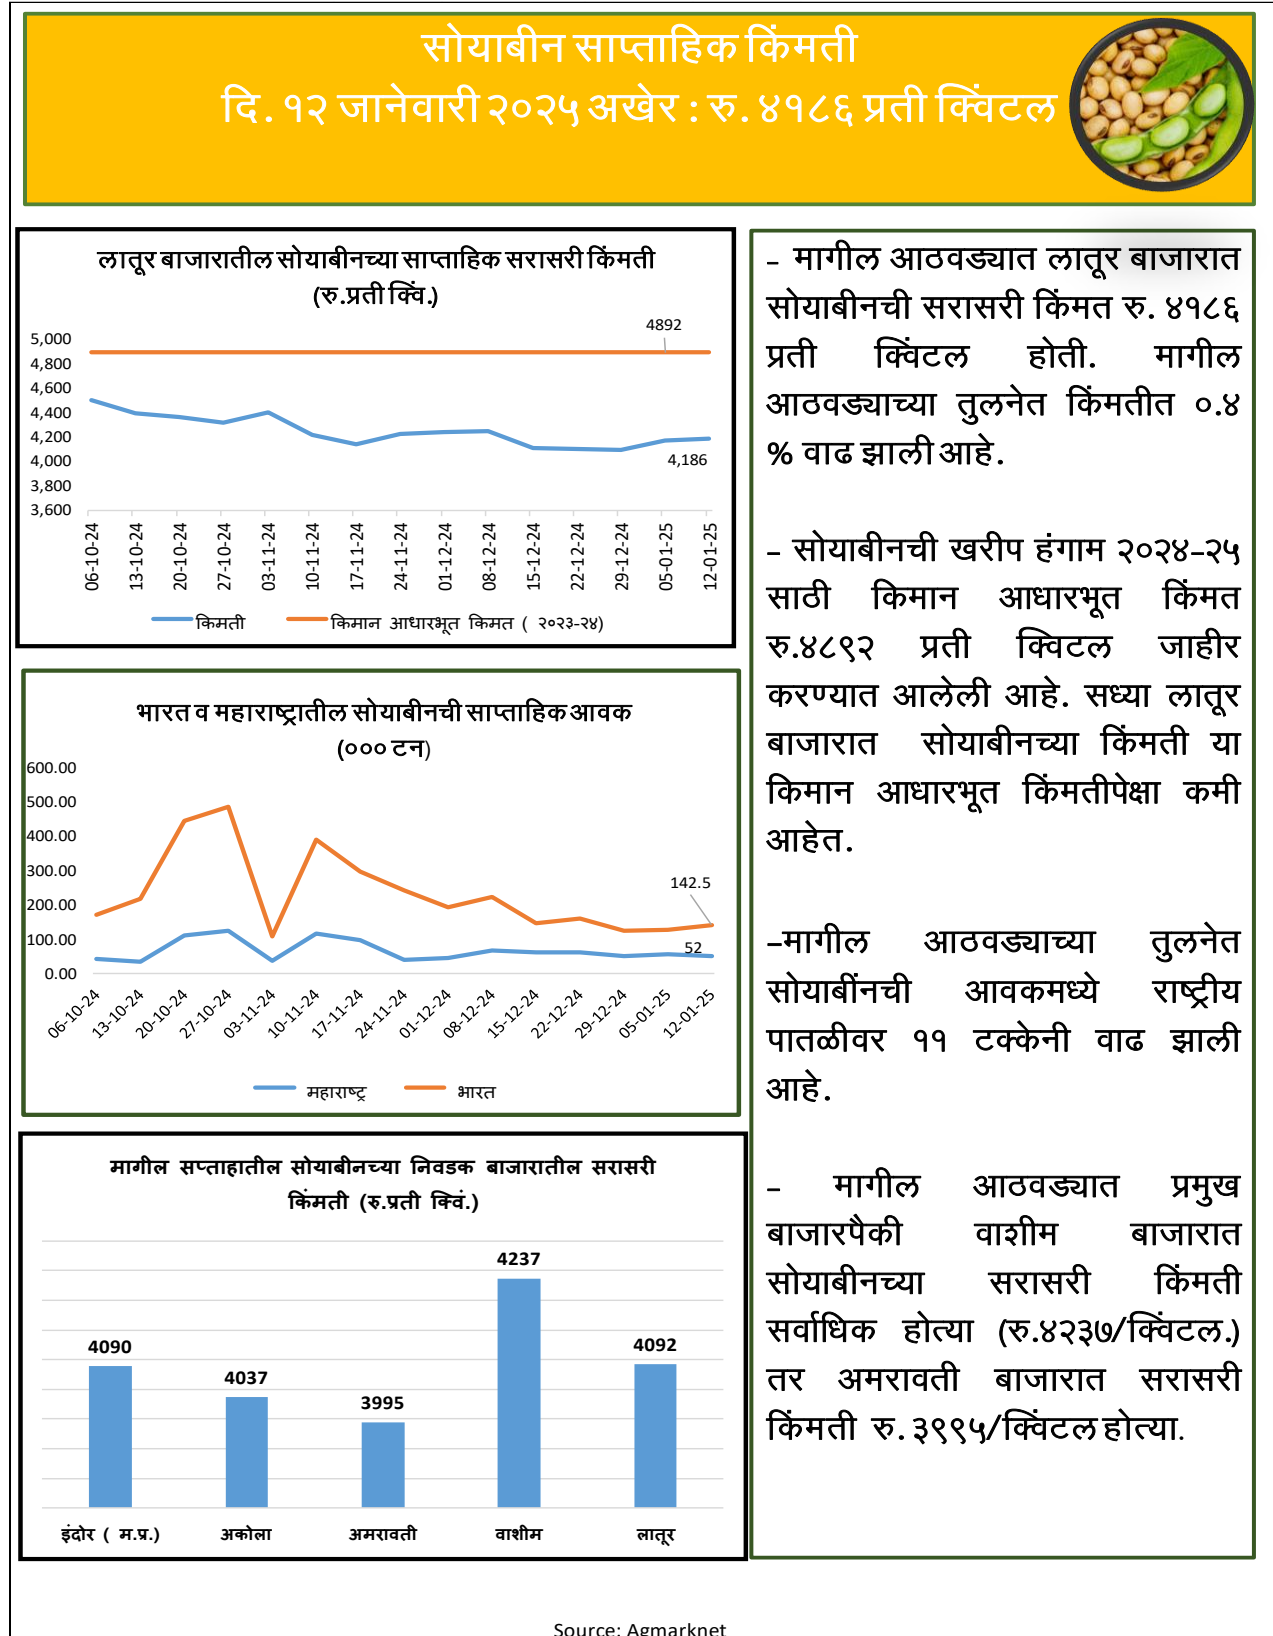 सोयाबीन साप्ताहिक किंमती
दि. १२ जानेवारी २०२५ अखेर : रु. ४१८६ प्रती क्विंटल
लातूर बाजारातील सोयाबीनच्या साप्ताहिक सरासरी किंमती
(रु.प्रती क्विं.)
4892
5,000
4,800
4,600
4,400
4,200
4,000
3,800
3,600
4,186
06-10-24
13-10-24
20-10-24
27-10-24
03-11-24
10-11-24
17-11-24
24-11-24
01-12-24
08-12-24
15-12-24
22-12-24
29-12-24
05-01-25
12-01-25
किमती
किमान आधारभूत किमत ( २०२३-२४)
भारत व महाराष्ट्रातील सोयाबीनची साप्ताहिक आवक
(००० टन)
600.00
500.00
400.00
300.00
200.00
100.00
0.00
142.5
52
06-10-24
13-10-24
20-10-24
27-10-24
03-11-24
10-11-24
17-11-24
24-11-24
01-12-24
08-12-24
15-12-24
22-12-24
29-12-24
05-01-25
12-01-25
महाराष्ट्र
भारत
मागील सप्ताहातील सोयाबीनच्या निवडक बाजारातील सरासरी
किंमती (रु.प्रती क्विं.)
4090
4037
3995
4237
4092
इंदोर ( म.प्र.)
अकोला
अमरावती
वाशीम
लातूर
- मागील आठवड्यात लातूर बाजारात
सोयाबीनची सरासरी किंमत रु. ४१८६
प्रती क्विंटल होती. मागील
आठवड्याच्या तुलनेत किंमतीत ०.४
% वाढ झाली आहे.
- सोयाबीनची खरीप हंगाम २०२४-२५
साठी किमान आधारभूत किंमत
रु.४८९२ प्रती क्विटल जाहीर
करण्यात आलेली आहे. सध्या लातूर
बाजारात सोयाबीनच्या किंमती या
किमान आधारभूत किंमतीपेक्षा कमी
आहेत.
-मागील आठवड्याच्या तुलनेत
सोयाबींनची आवकमध्ये राष्ट्रीय
पातळीवर ११ टक्केनी वाढ झाली
आहे.
- मागील आठवड्यात प्रमुख
बाजारपैकी वाशीम बाजारात
सोयाबीनच्या सरासरी किंमती
सर्वाधिक होत्या (रु.४२३७/क्विंटल.)
तर अमरावती बाजारात सरासरी
किंमती रु. ३९९५/क्विंटल होत्या.
Source: Agmarknet